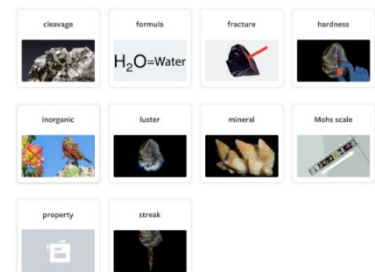 cleavage
formula
fracture
hardness
H₂O=Water
inorganic
luster
mineral
Mohs scale
property
streak